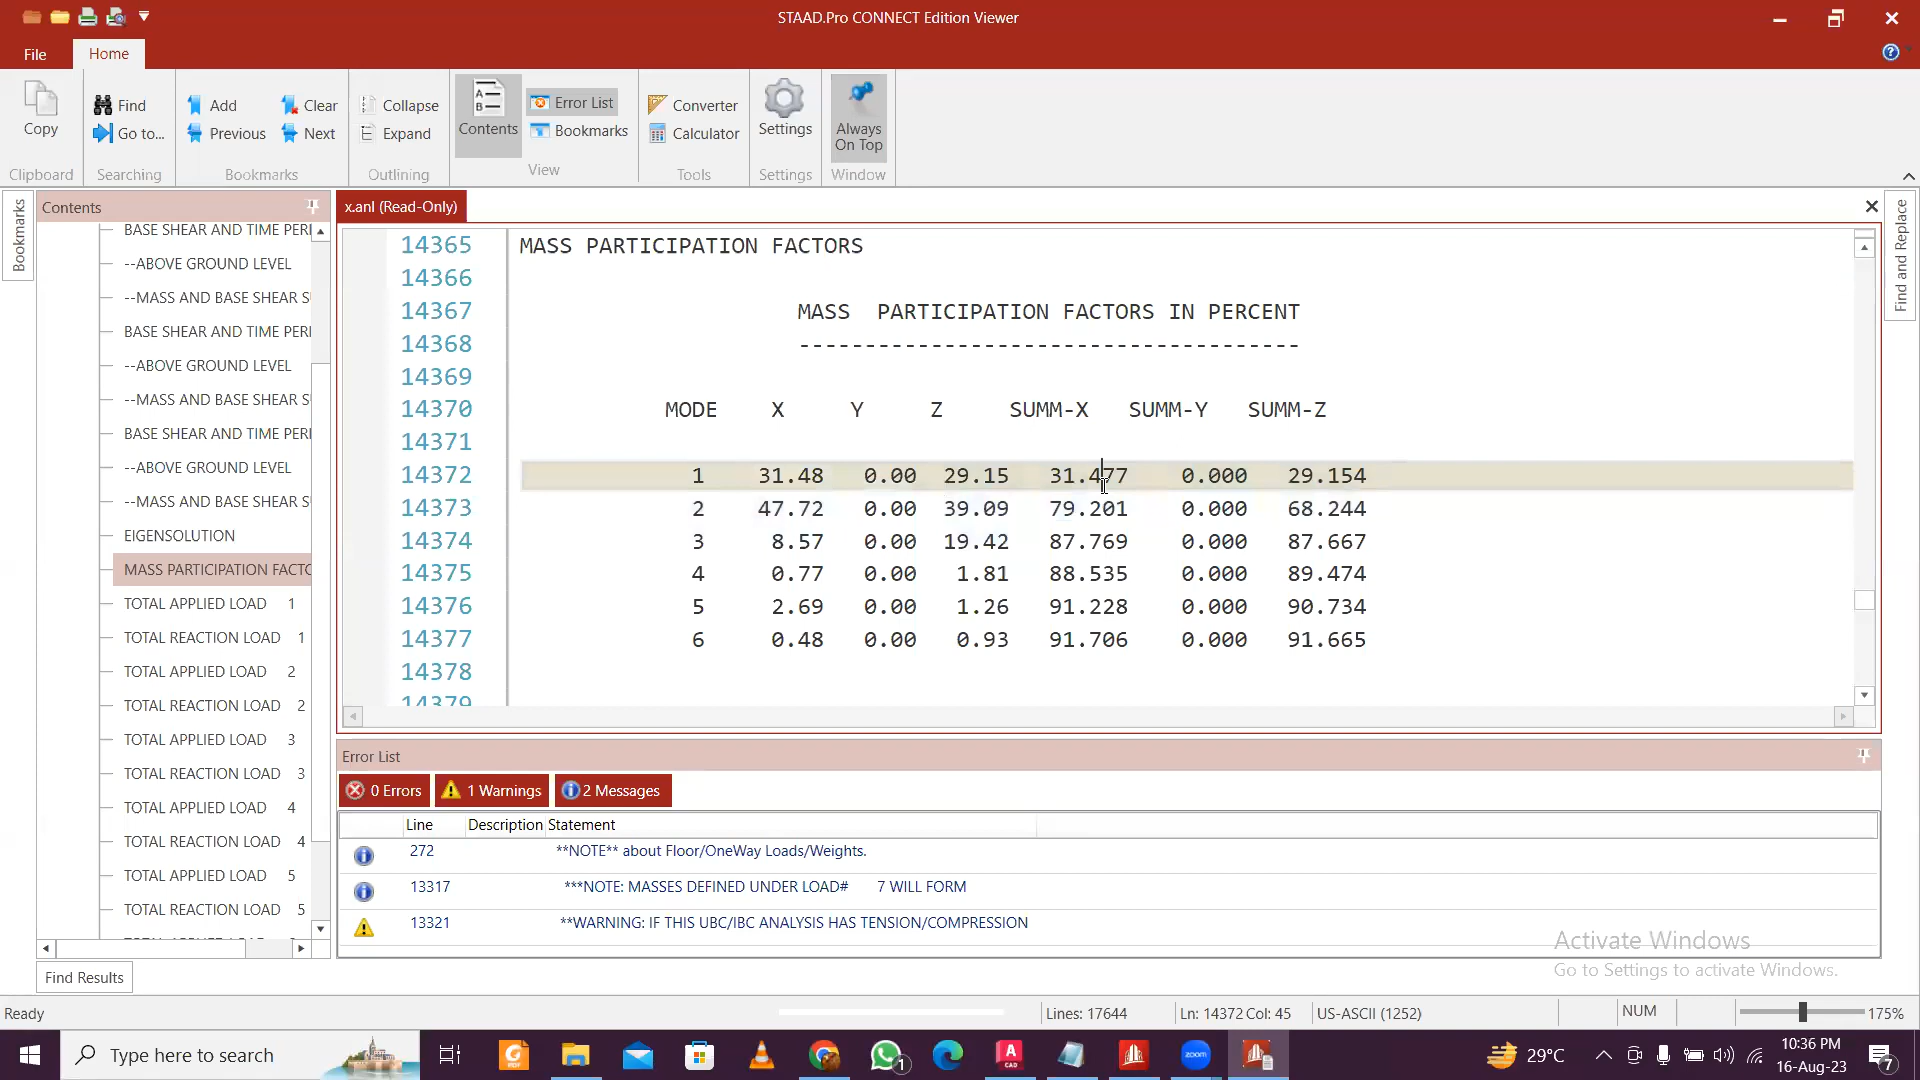 STAAD.Pro CONNECT Edition Viewer
File Home
Copy
Find
Go to...
Add
Previous
Clear
Next
Collapse
Expand
Contents
Error List
Bookmarks
Converter
Calculator
Settings
Always
On Top
Clipboard Searching Bookmarks Outlining View Tools Settings Window
Bookmarks
Contents
BASE SHEAR AND TIME PERI
--ABOVE GROUND LEVEL
--MASS AND BASE SHEAR S
BASE SHEAR AND TIME PERI
--ABOVE GROUND LEVEL
--MASS AND BASE SHEAR S
BASE SHEAR AND TIME PERI
--ABOVE GROUND LEVEL
--MASS AND BASE SHEAR S
EIGENSOLUTION
MASS PARTICIPATION FACTO
TOTAL APPLIED LOAD 1
TOTAL REACTION LOAD 1
TOTAL APPLIED LOAD 2
TOTAL REACTION LOAD 2
TOTAL APPLIED LOAD 3
TOTAL REACTION LOAD 3
TOTAL APPLIED LOAD 4
TOTAL REACTION LOAD 4
TOTAL APPLIED LOAD 5
TOTAL REACTION LOAD 5
Find Results
x.anl (Read-Only)
14365 MASS PARTICIPATION FACTORS
14366
14367 MASS PARTICIPATION FACTORS IN PERCENT
14368 --------------------------------------
14369
14370 MODE X Y Z SUMM-X SUMM-Y SUMM-Z
14371
14372 1 31.48 0.00 29.15 31.477 0.000 29.154
14373 2 47.72 0.00 39.09 79.201 0.000 68.244
14374 3 8.57 0.00 19.42 87.769 0.000 87.667
14375 4 0.77 0.00 1.81 88.535 0.000 89.474
14376 5 2.69 0.00 1.26 91.228 0.000 90.734
14377 6 0.48 0.00 0.93 91.706 0.000 91.665
14378
14379
Find and Replace
Error List
0 Errors 1 Warnings 2 Messages
Line Description Statement
272 **NOTE** about Floor/OneWay Loads/Weights.
13317 ***NOTE: MASSES DEFINED UNDER LOAD# 7 WILL FORM
13321 **WARNING: IF THIS UBC/IBC ANALYSIS HAS TENSION/COMPRESSION
Activate Windows
Go to Settings to activate Windows.
Ready Lines: 17644 Ln: 14372 Col: 45 US-ASCII (1252) NUM 175%
Type here to search
1
A
CAD
zoom
29°C
10:36 PM
16-Aug-23
7